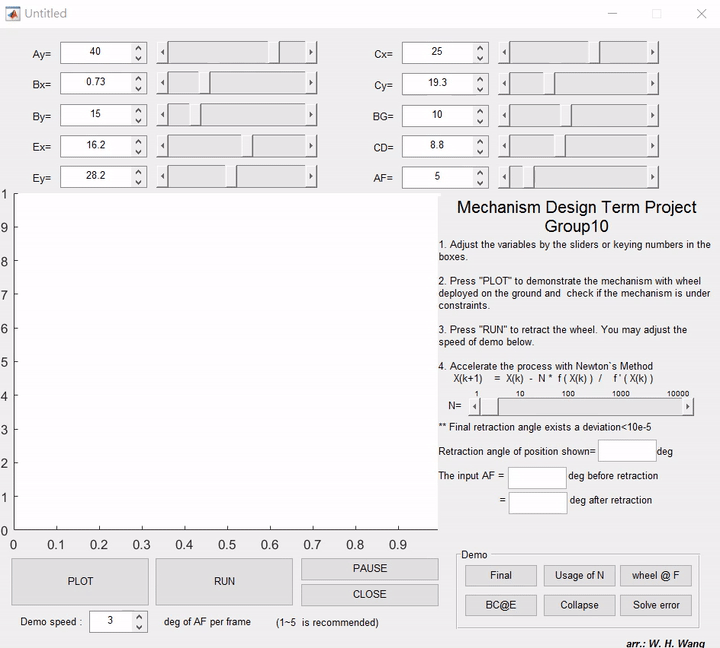 Untitled
Ay= 40
Cx= 25
Bx= 0.73
Cy= 19.3
By= 15
BG= 10
Ex= 16.2
CD= 8.8
Ey= 28.2
AF= 5
1
9
8
7
6
5
4
3
2
1
0
0 0.1 0.2 0.3 0.4 0.5 0.6 0.7 0.8 0.9
Mechanism Design Term Project
Group10
1. Adjust the variables by the sliders or keying numbers in the
boxes.
2. Press "PLOT" to demonstrate the mechanism with wheel
deployed on the ground and check if the mechanism is under
constraints.
3. Press "RUN" to retract the wheel. You may adjust the
speed of demo below.
4. Accelerate the process with Newton`s Method
X(k+1) = X(k) - N * f ( X(k) ) / f ' ( X(k) )
1 10 100 1000 10000
N=
** Final retraction angle exists a deviation<10e-5
Retraction angle of position shown= deg
The input AF = deg before retraction
= deg after retraction
PLOT
RUN
PAUSE
CLOSE
Demo speed : 3 deg of AF per frame (1~5 is recommended)
Demo
Final Usage of N wheel @ F
BC@E Collapse Solve error
arr.: W. H. Wang